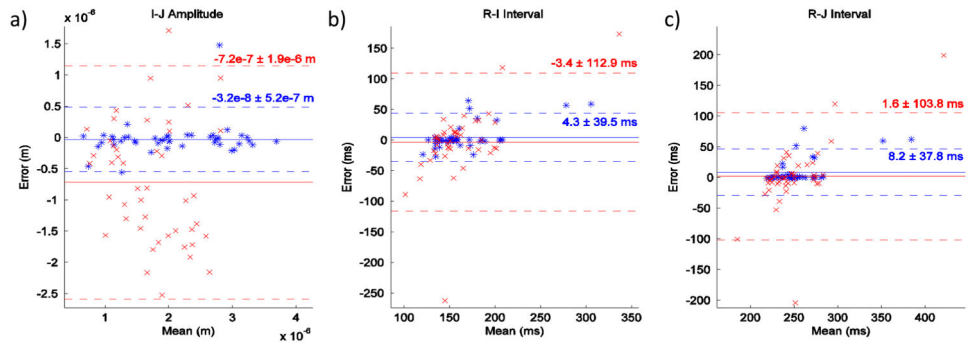 a)
I-J Amplitude
x 10⁻⁶
1.5
1
0.5
0
-0.5
-1
-1.5
-2
-2.5
Error (m)
-7.2e-7 ± 1.9e-6 m
-3.2e-8 ± 5.2e-7 m
1 2 3 4
Mean (m)
x 10⁻⁶
b)
R-I Interval
150
100
50
0
-50
-100
-150
-200
-250
Error (ms)
-3.4 ± 112.9 ms
4.3 ± 39.5 ms
100 150 200 250 300 350
Mean (ms)
c)
R-J Interval
200
150
100
50
0
-50
-100
-150
-200
Error (ms)
1.6 ± 103.8 ms
8.2 ± 37.8 ms
200 250 300 350 400
Mean (ms)